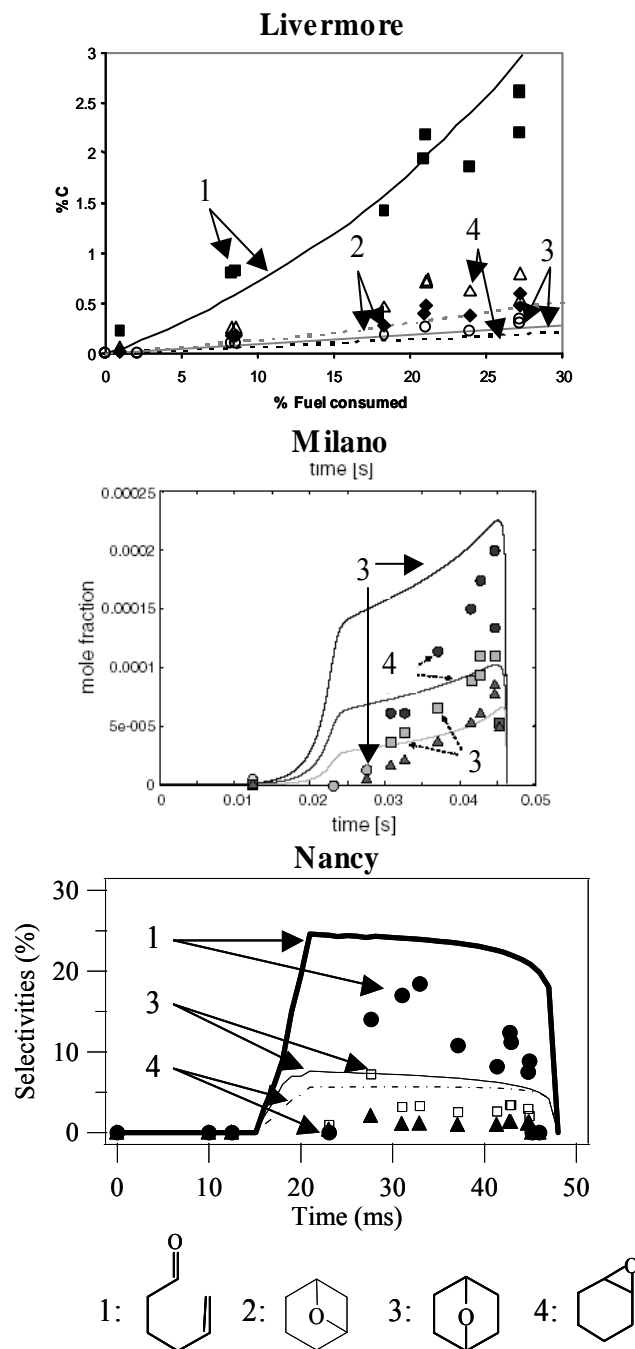 Livermore
3
2.5
2
1.5
1
0.5
0
%C
1
2
4
3
0 5 10 15 20 25 30
% Fuel consumed
Milano
time [s]
0.00025
0.0002
0.00015
0.0001
5e-005
0
mole fraction
3
4
3
0 0.01 0.02 0.03 0.04 0.05
time [s]
Nancy
30
20
10
0
Selectivities (%)
1
3
4
0 10 20 30 40 50
Time (ms)
O O O O
1: 2: 3: 4: